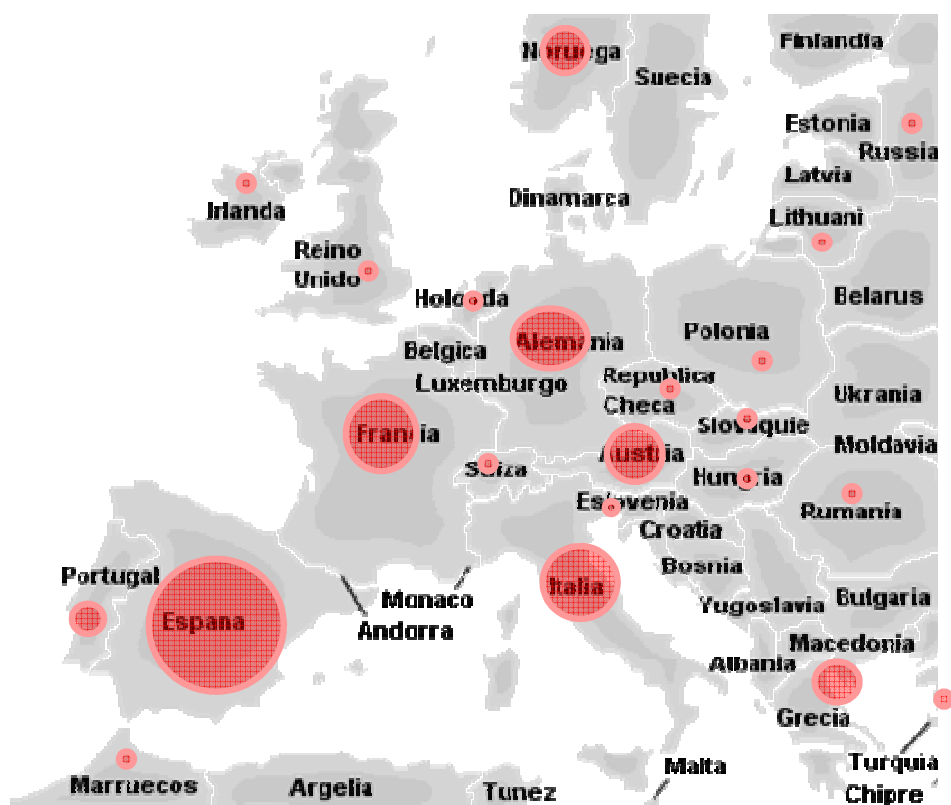 Noruega
Finlandia
Suecia
Estonia
Russia
Latvia
Irlanda
Dinamarca
Lithuani
Reino
Unido
Holanda
Belarus
Alemania
Polonia
Belgica
Luxemburgo
Republica
Checa
Ukrania
Francia
Slovaquie
Moldavia
Austria
Suiza
Hungria
Eslovenia
Rumania
Croatia
Bosnia
Portugal
Italia
Monaco
Yugoslavia
Bulgaria
Espana
Andorra
Macedonia
Albania
Grecia
Marruecos
Argelia
Tunez
Malta
Turquia
Chipre